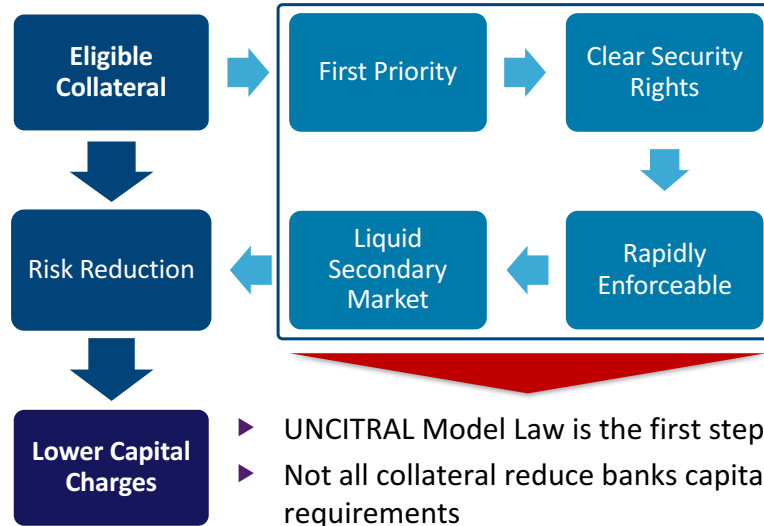 Eligible
Collateral
First Priority
Clear Security
Rights
Risk Reduction
Liquid
Secondary
Market
Rapidly
Enforceable
Lower Capital
Charges
UNCITRAL Model Law is the first step
Not all collateral reduce banks capita
requirements